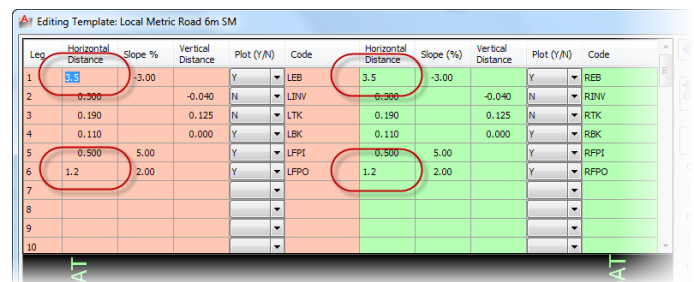 Editing Template: Local Metric Road 6m SM
Leg Horizontal Distance Slope % Vertical Distance Plot (Y/N) Code Horizontal Distance Slope (%) Vertical Distance Plot (Y/N) Code
1 3.5 -3.00 Y LEB 3.5 -3.00 Y REB
2 0.300 -0.040 N LINV 0.300 -0.040 N RINV
3 0.190 0.125 N LTK 0.190 0.125 N RTK
4 0.110 0.000 Y LBK 0.110 0.000 Y RBK
5 0.500 5.00 Y LFPI 0.500 5.00 Y RFPI
6 1.2 2.00 Y LFPO 1.2 2.00 Y RFPO
7
8
9
10
AT AT